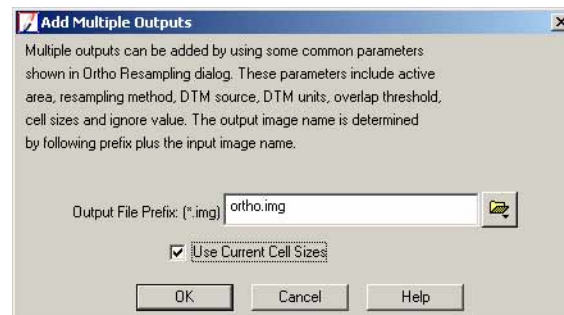 Add Multiple Outputs
Multiple outputs can be added by using some common parameters
shown in Ortho Resampling dialog. These parameters include active
area, resampling method, DTM source, DTM units, overlap threshold,
cell sizes and ignore value. The output image name is determined
by following prefix plus the input image name.
Output File Prefix: (*.img) ortho.img
Use Current Cell Sizes
OK Cancel Help